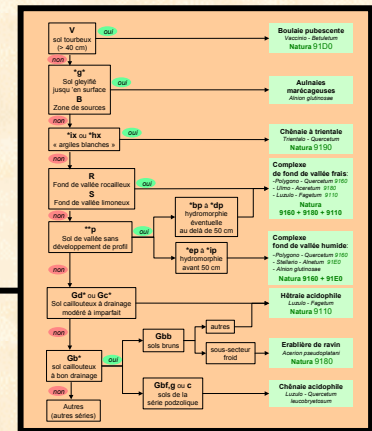 V
sol tourbeux
(> 40 cm)
oui
Boulaie pubescente
Vaccinio - Betuletum
Natura 91D0
non
*g*
Sol gleyifié
jusqu 'en surface
B
Zone de sources
oui
Aulnaies
marécageuses
Alnion glutinosae
non
*ix ou *hx
« argiles blanches »
Chênaie à trientale
Trientalo - Quercetum
Natura 9190
non
R
Fond de vallée rocailleux
S
Fond de vallée limoneux
oui
Complexe
de fond de vallée frais:
-Polygono - Quercetum 9160
- Ulmo - Aceretum 9180
- Luzulo - Fagetum 9110
Natura
9160 + 9180 + 9110
non
**p
Sol de vallée sans
développement de profil
oui
*bp à *dp
hydromorphie
éventuelle
au delà de 50 cm
*ep à *ip
hydromorphie
avant 50 cm
Complexe
fond de vallée humide:
-Polygono - Quercetum 9160
- Stellario - Alnetum 91E0
- Alnion glutinosae
Natura 9160 + 91E0
non
Gd* ou Gc*
Sol caillouteux à drainage
modéré à imparfait
Hêtraie acidophile
Luzulo - Fagetum
Natura 9110
non
Gb*
sol caillouteux
à bon drainage
oui
Gbb
sols bruns
autres
sous-secteur
froid
Erablière de ravin
Acerion pseudoplatani
Natura 9180
Gbf,g ou c
sols de la
série podzolique
Chênaie acidophile
Luzulo - Quercetum
leucobryetosum
non
Autres
(autres séries)